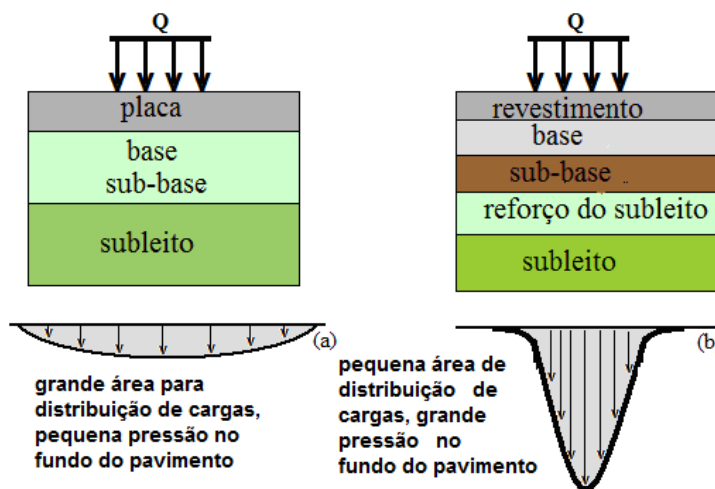 Q
placa
base
sub-base
subleito
(a)
grande área para
distribuição de cargas,
pequena pressão no
fundo do pavimento
Q
revestimento
base
sub-base
reforço do subleito
subleito
(b
pequena área de
distribuição de
cargas, grande
pressão no
fundo do pavimento